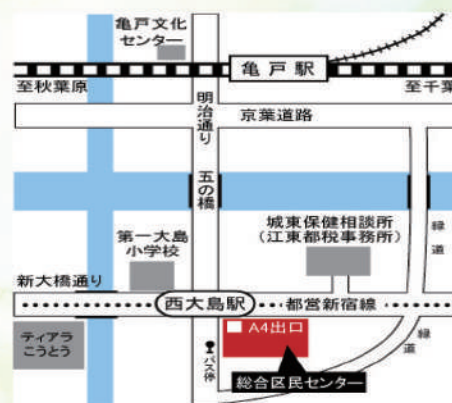 亀戸文化
センター
亀戸駅
至秋葉原
至千葉
明治通り
京葉道路
五の橋
城東保健相談所
(江東都税事務所)
緑道
第一大島
小学校
新大橋通り
西大島駅
都営新宿線
ティアラ
こうとう
A4出口
バス停
緑道
総合区民センター